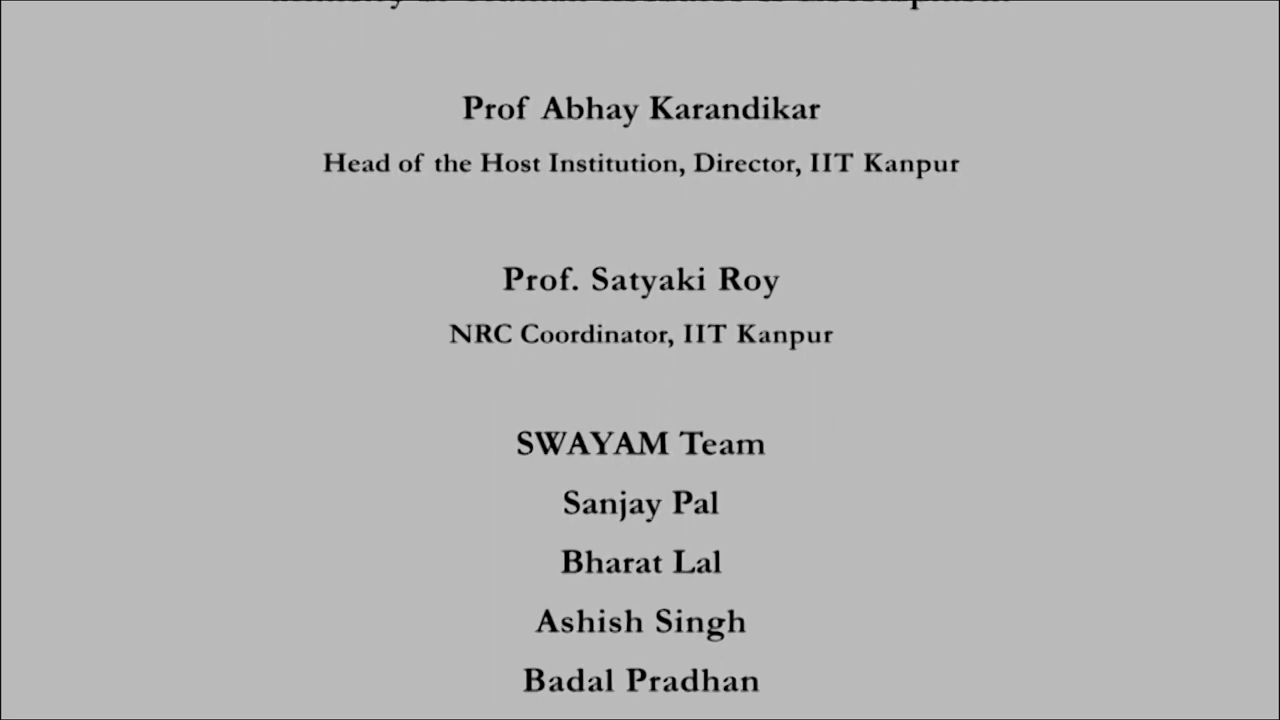 Prof Abhay Karandikar
Head of the Host Institution, Director, IIT Kanpur
Prof. Satyaki Roy
NRC Coordinator, IIT Kanpur
SWAYAM Team
Sanjay Pal
Bharat Lal
Ashish Singh
Badal Pradhan